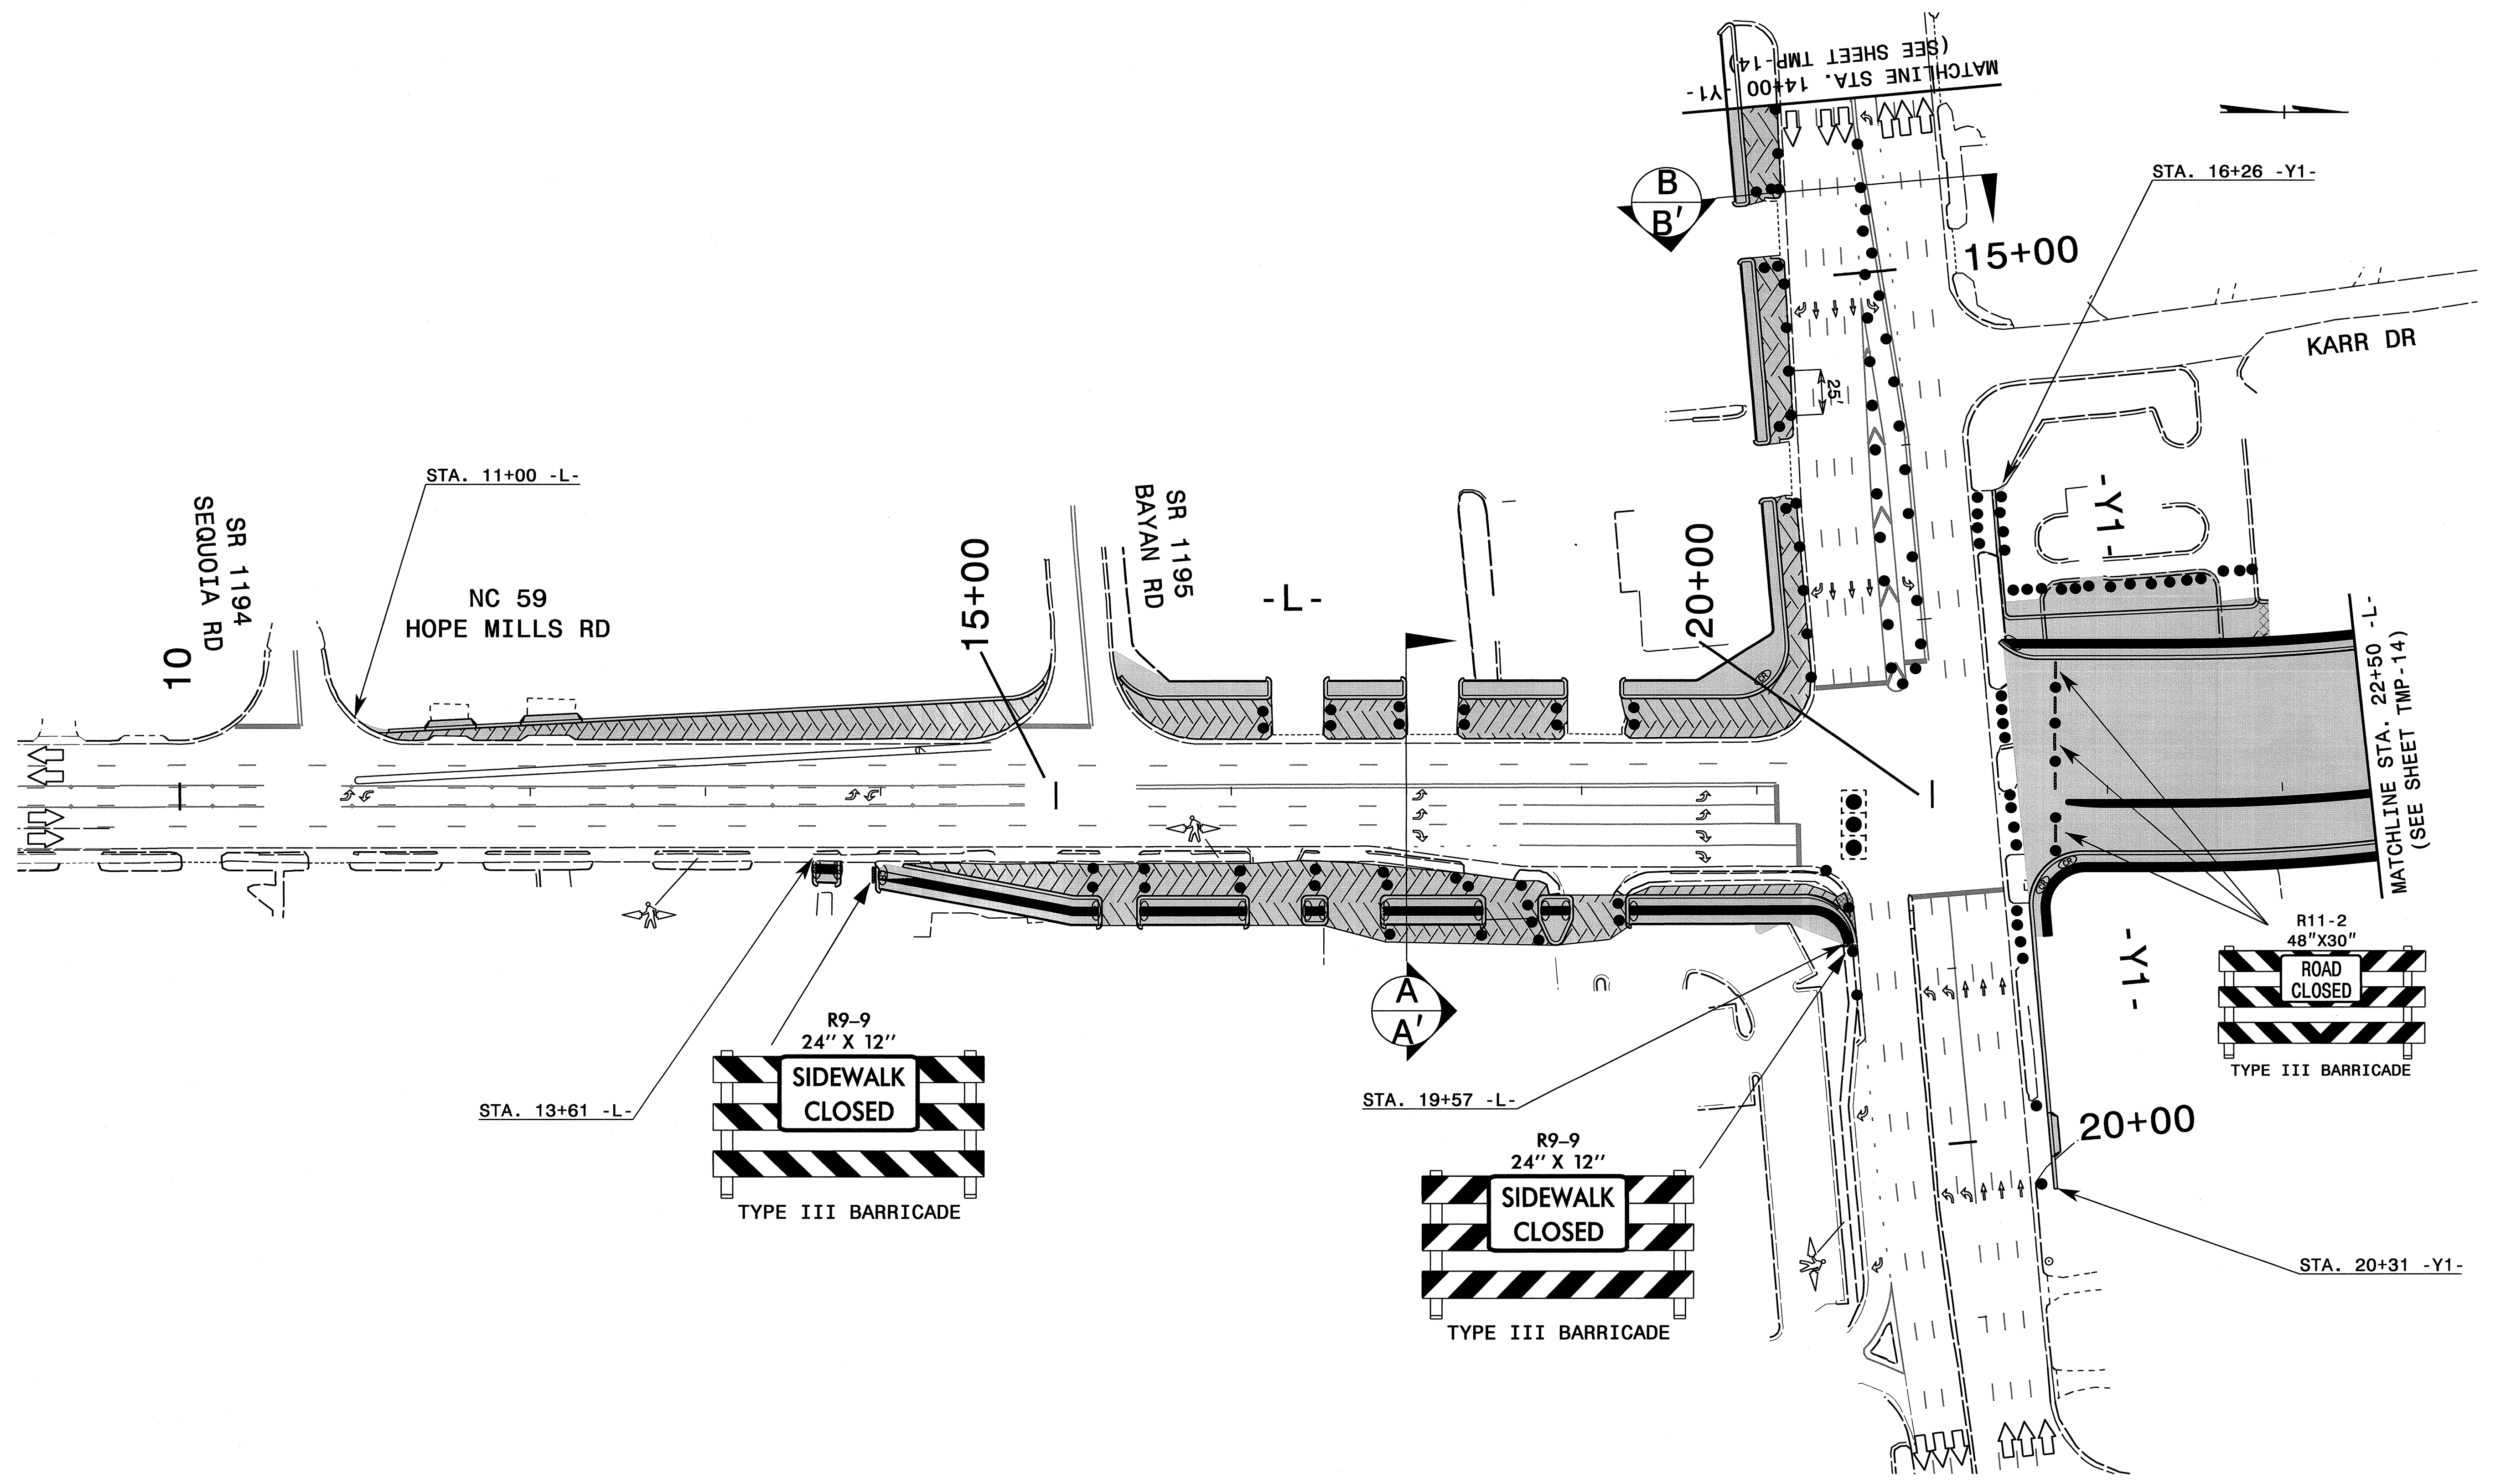 MATCHLINE STA. 14+00 -Y1-
(SEE SHEET TMP-14)
B
B'
STA. 16+26 -Y1-
15+00
KARR DR
25'
STA. 11+00 -L-
SR 1194
SEQUOIA RD
10
NC 59
HOPE MILLS RD
15+00
SR 1195
BAYAN RD
-L-
20+00
-Y1-
MATCHLINE STA. 22+50 -L-
(SEE SHEET TMP-14)
CB
CB
CB
R11-2
48"X30"
ROAD
CLOSED
TYPE III BARRICADE
-Y1-
A
A'
R9-9
24" X 12"
SIDEWALK
CLOSED
TYPE III BARRICADE
STA. 13+61 -L-
STA. 19+57 -L-
R9-9
24" X 12"
SIDEWALK
CLOSED
TYPE III BARRICADE
20+00
STA. 20+31 -Y1-